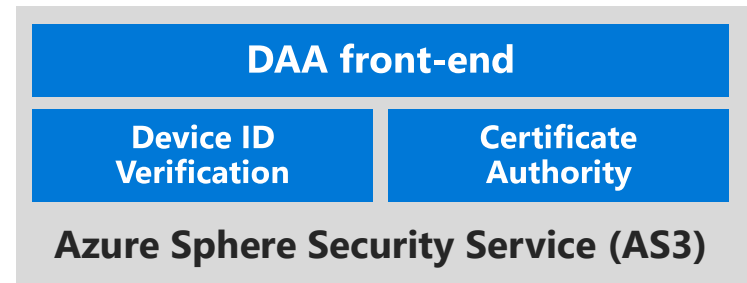 DAA front-end
Device ID
Verification
Certificate
Authority
Azure Sphere Security Service (AS3)